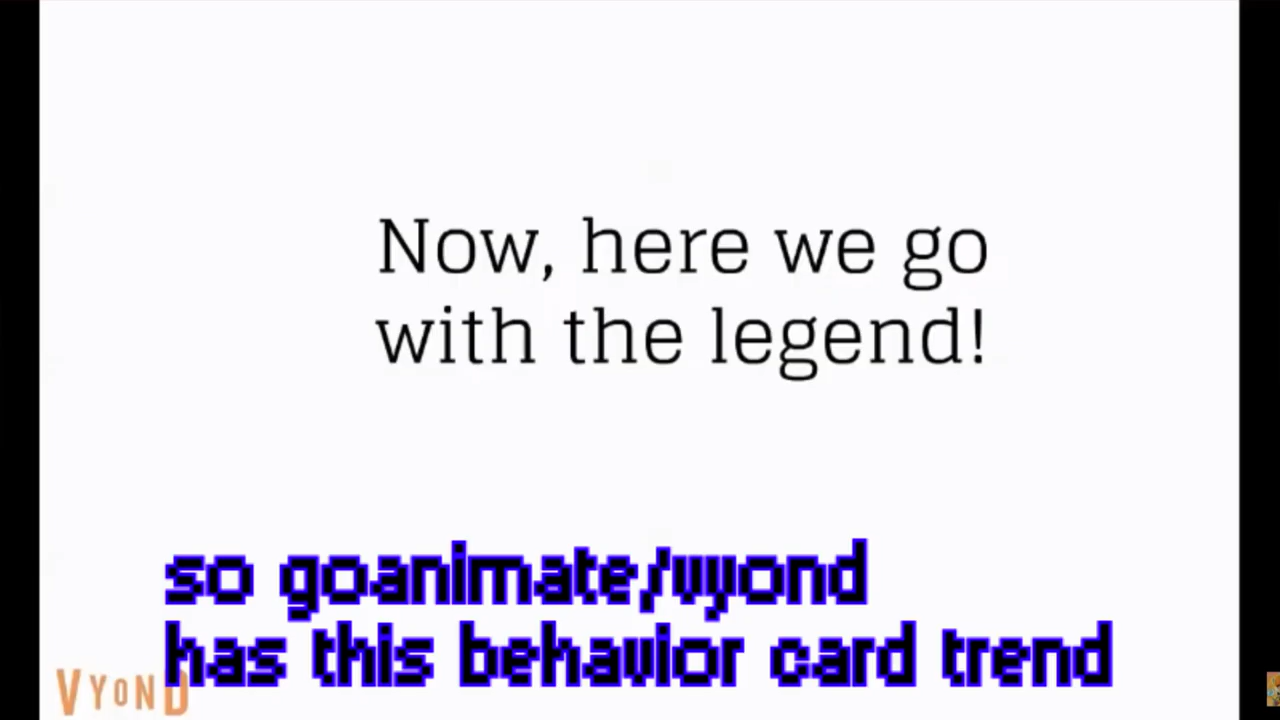 Now, here we go
with the legend!
so goanimate/vyond
has this behavior card trend
VYOND